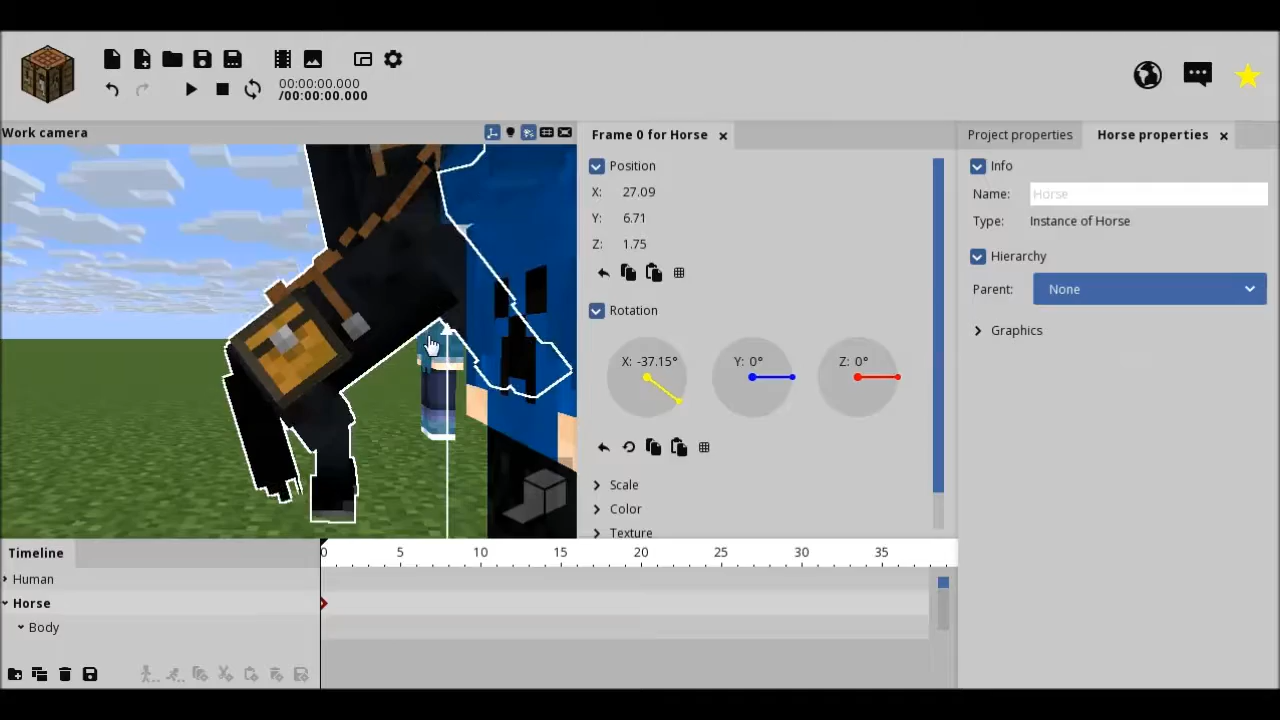 00:00:00.000
/00:00:00.000
Work camera
Frame 0 for Horse
Project properties
Horse properties
Position
X: 27.09
Y: 6.71
Z: 1.75
Rotation
X: -37.15°
Y: 0°
Z: 0°
Scale
Color
Texture
Info
Name: Horse
Type: Instance of Horse
Hierarchy
Parent: None
Graphics
Timeline
0 5 10 15 20 25 30 35
Human
Horse
Body